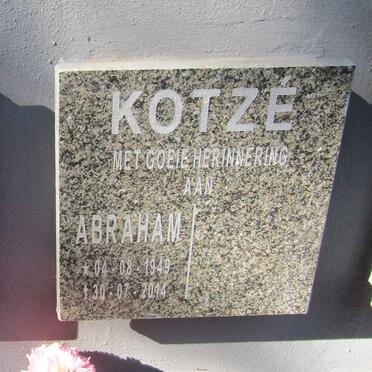 KOTZÉ
MET GOEIE HERINNERING
AAN
ABRAHAM
* 04-08-1949
† 30-07-2014